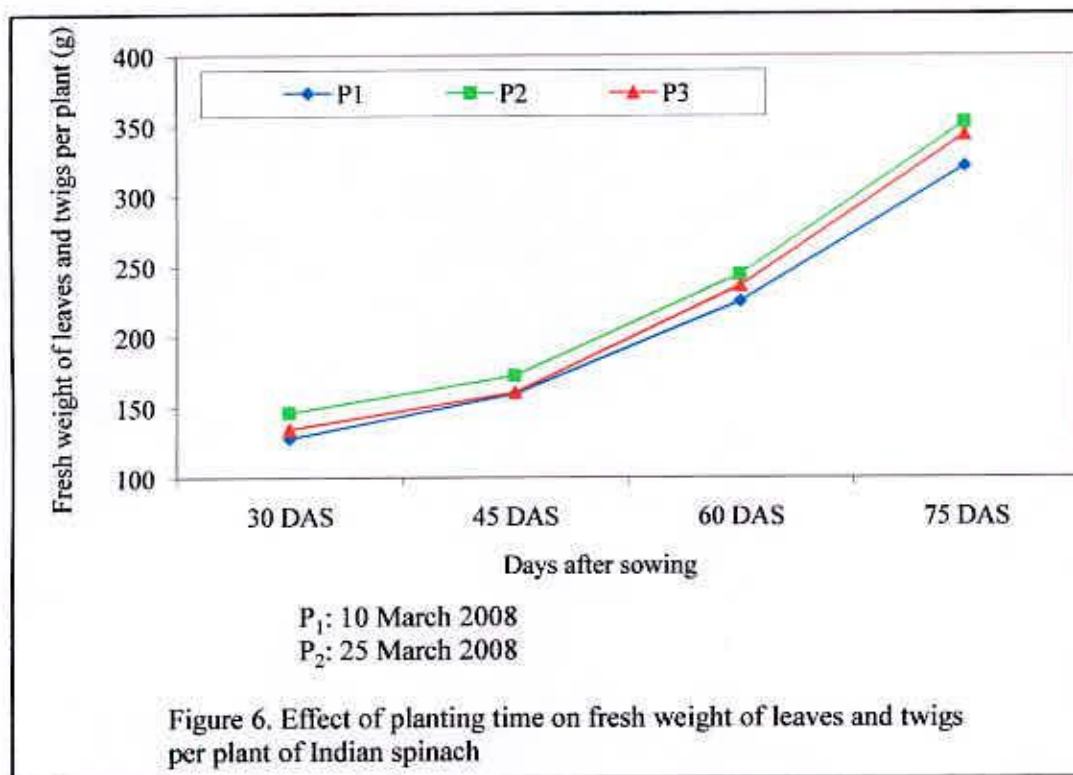 Fresh weight of leaves and twigs per plant (g)
400
350
300
250
200
150
100
P1 P2 P3
30 DAS 45 DAS 60 DAS 75 DAS
Days after sowing
P₁: 10 March 2008
P₂: 25 March 2008
Figure 6. Effect of planting time on fresh weight of leaves and twigs
per plant of Indian spinach